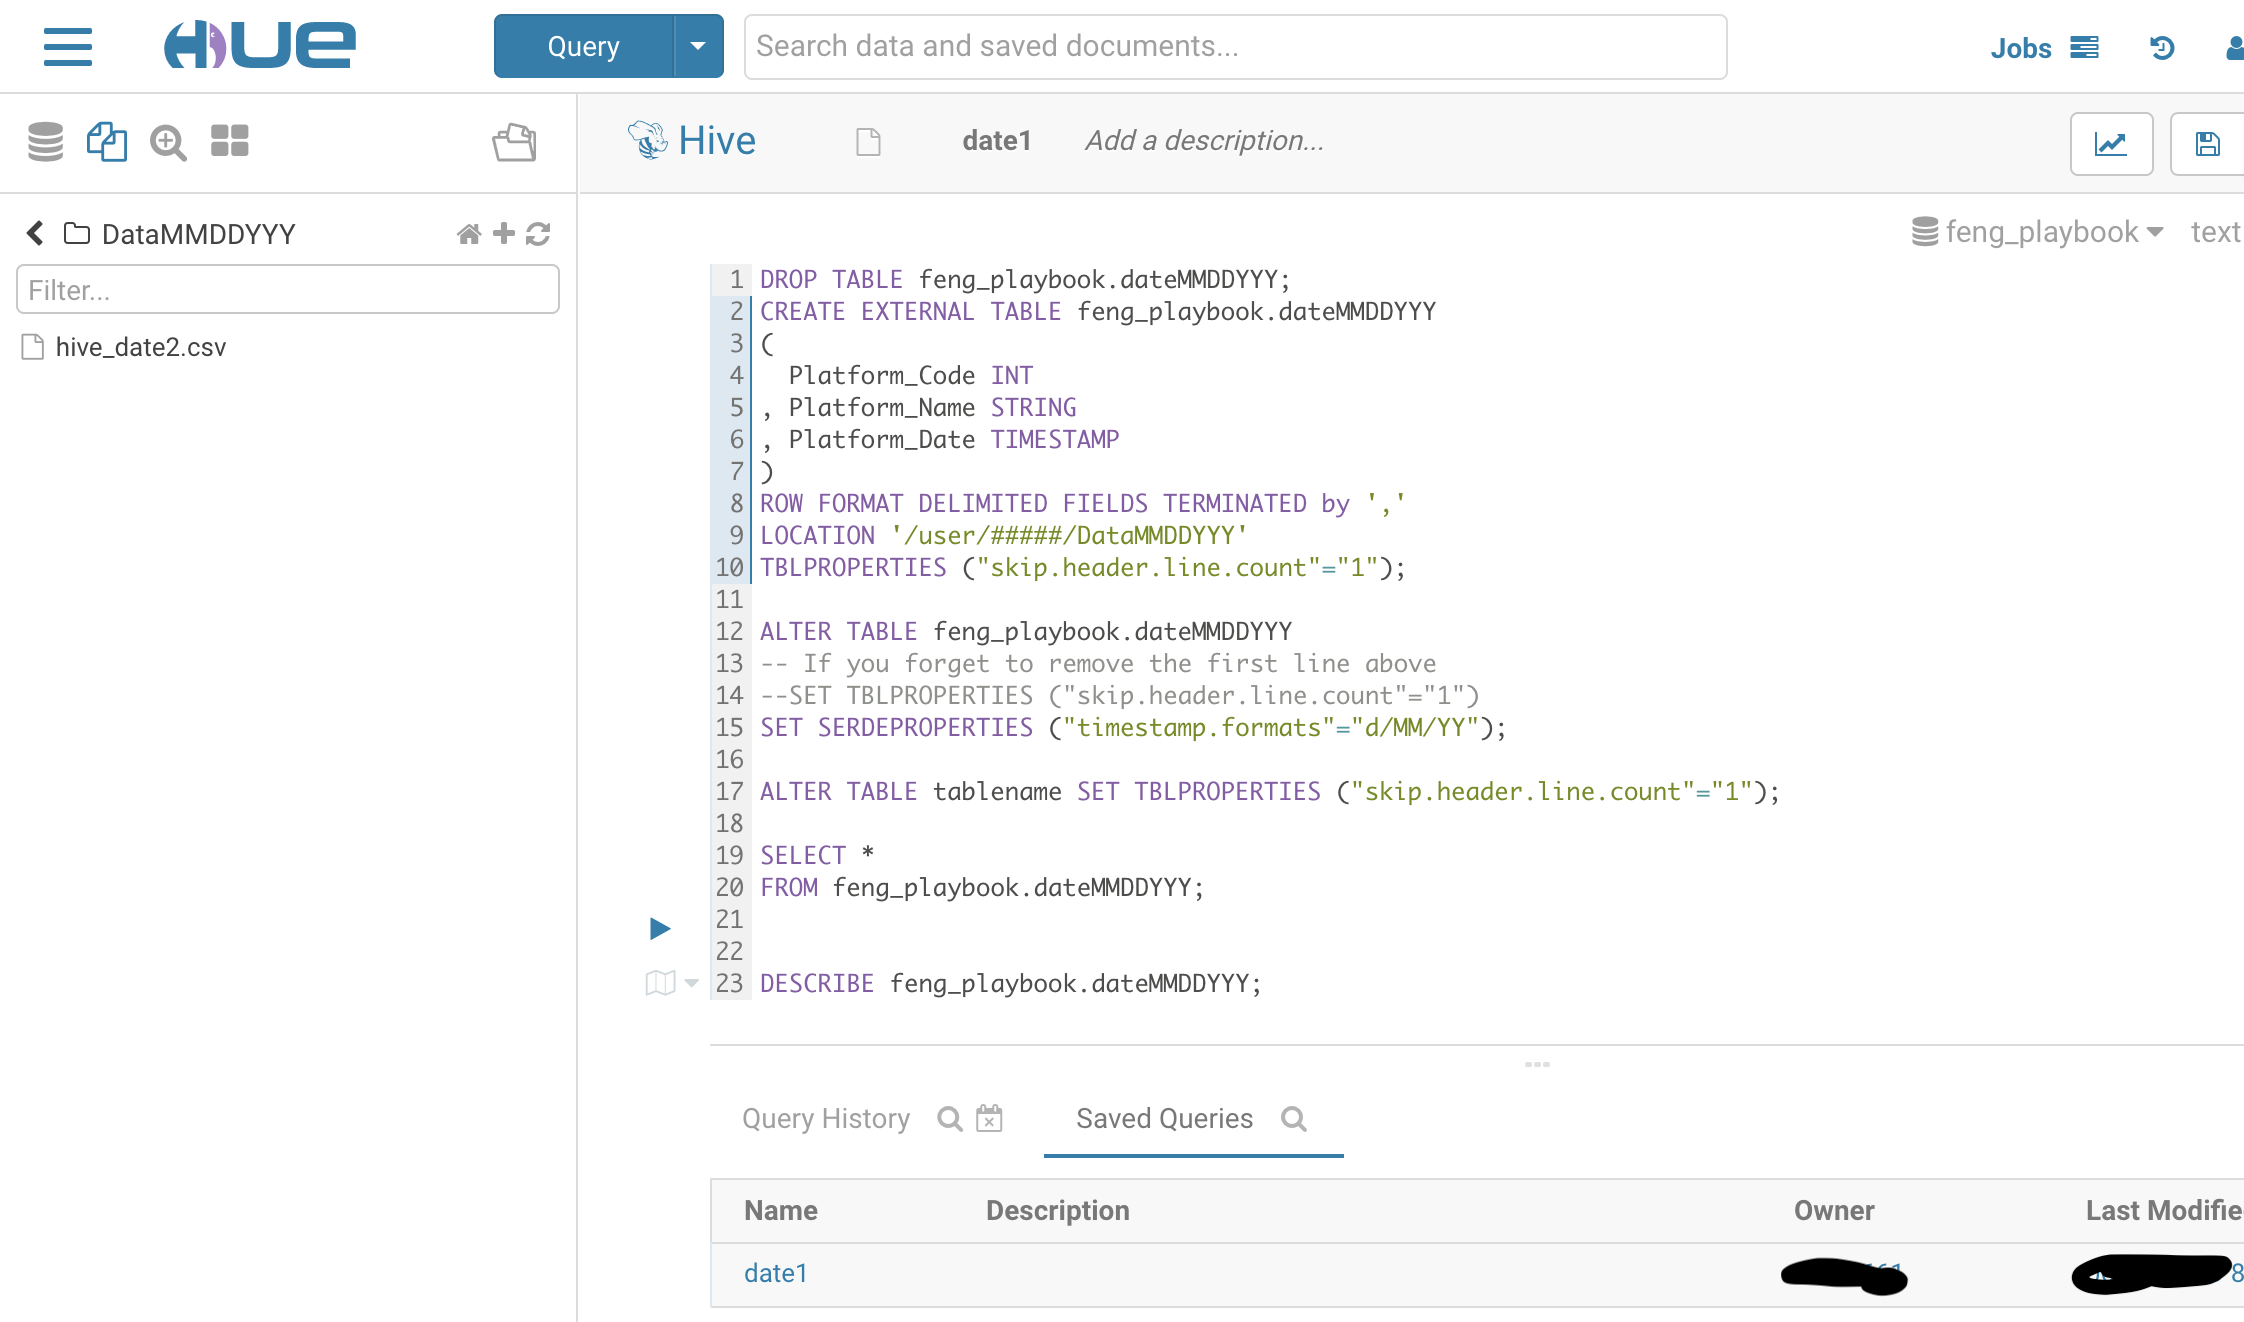 HUE
Query
Search data and saved documents...
Jobs
DataMMDDYYY
Filter...
hive_date2.csv
Hive
date1
Add a description...
feng_playbook
text
1 DROP TABLE feng_playbook.dateMMDDYYY;
2 CREATE EXTERNAL TABLE feng_playbook.dateMMDDYYY
3 (
4   Platform_Code INT
5 , Platform_Name STRING
6 , Platform_Date TIMESTAMP
7 )
8 ROW FORMAT DELIMITED FIELDS TERMINATED by ','
9 LOCATION '/user/#####/DataMMDDYYY'
10 TBLPROPERTIES ("skip.header.line.count"="1");
11
12 ALTER TABLE feng_playbook.dateMMDDYYY
13 -- If you forget to remove the first line above
14 --SET TBLPROPERTIES ("skip.header.line.count"="1")
15 SET SERDEPROPERTIES ("timestamp.formats"="d/MM/YY");
16
17 ALTER TABLE tablename SET TBLPROPERTIES ("skip.header.line.count"="1");
18
19 SELECT *
20 FROM feng_playbook.dateMMDDYYY;
21
22
23 DESCRIBE feng_playbook.dateMMDDYYY;
Query History
Saved Queries
Name Description Owner Last Modifie
date1 8